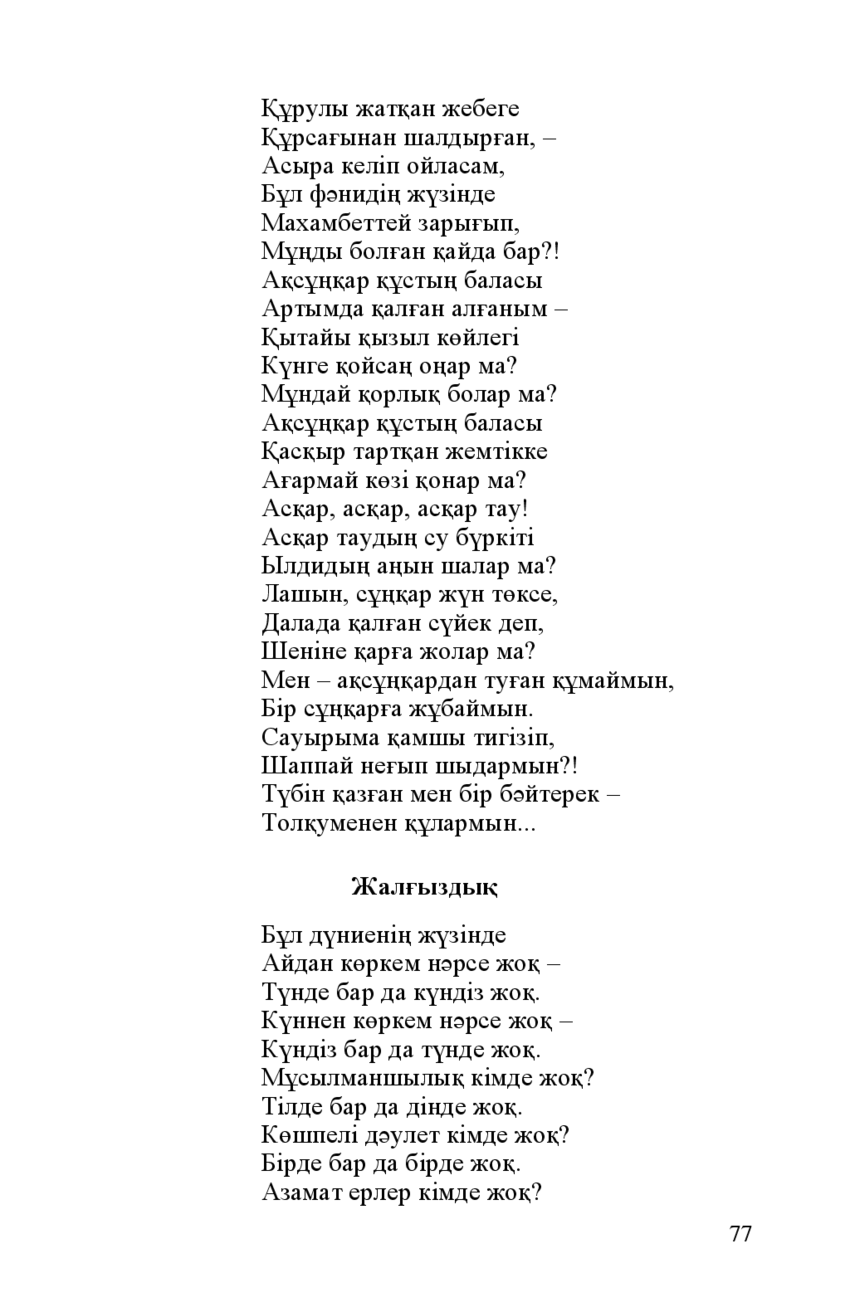 Құрулы жатқан жебеге
Құрсағынан шалдырған, –
Асыра келіп ойласам,
Бұл фәнидің жүзінде
Махамбеттей зарығып,
Мұңды болған қайда бар?!
Ақсұңқар құстың баласы
Артымда қалған алғаным –
Қытайы қызыл көйлегі
Күнге қойсаң оңар ма?
Мұндай қорлық болар ма?
Ақсұңқар құстың баласы
Қасқыр тартқан жемтікке
Ағармай көзі қонар ма?
Асқар, асқар, асқар тау!
Асқар таудың су бүркіті
Ылдидың аңын шалар ма?
Лашын, сұңқар жүн төксе,
Далада қалған сүйек деп,
Шеніне қарға жолар ма?
Мен – ақсұңқардан туған құмаймын,
Бір сұңқарға жұбаймын.
Сауырыма қамшы тигізіп,
Шаппай неғып шыдармын?!
Түбін қазған мен бір бәйтерек –
Толқуменен құлармын...
Жалғыздық
Бұл дүниенің жүзінде
Айдан көркем нәрсе жоқ –
Түнде бар да күндіз жоқ.
Күннен көркем нәрсе жоқ –
Күндіз бар да түнде жоқ.
Мұсылманшылық кімде жоқ?
Тілде бар да дінде жоқ.
Көшпелі дәулет кімде жоқ?
Бірде бар да бірде жоқ.
Азамат ерлер кімде жоқ?
77